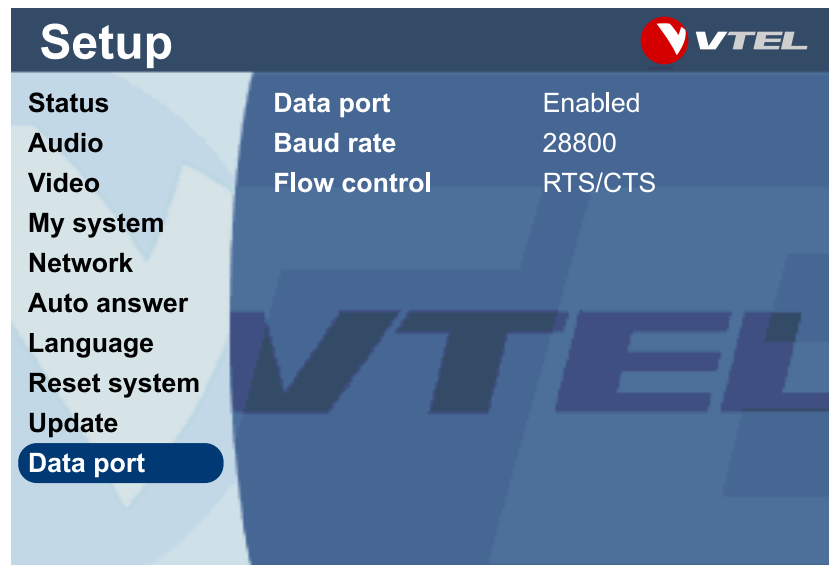 Setup
VTEL
Status
Audio
Video
My system
Network
Auto answer
Language
Reset system
Update
Data port
Data port Enabled
Baud rate 28800
Flow control RTS/CTS
VTEL